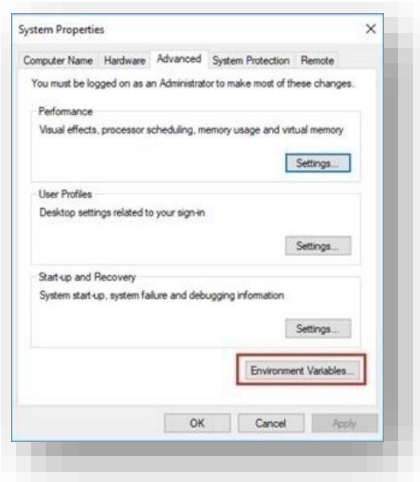 System Properties
Computer Name Hardware Advanced System Protection Remote
You must be logged on as an Administrator to make most of these changes.
Performance
Visual effects, processor scheduling, memory usage and virtual memory
Settings...
User Profiles
Desktop settings related to your sign-in
Settings...
Start-up and Recovery
System start-up, system failure and debugging information
Settings...
Environment Variables...
OK Cancel Apply